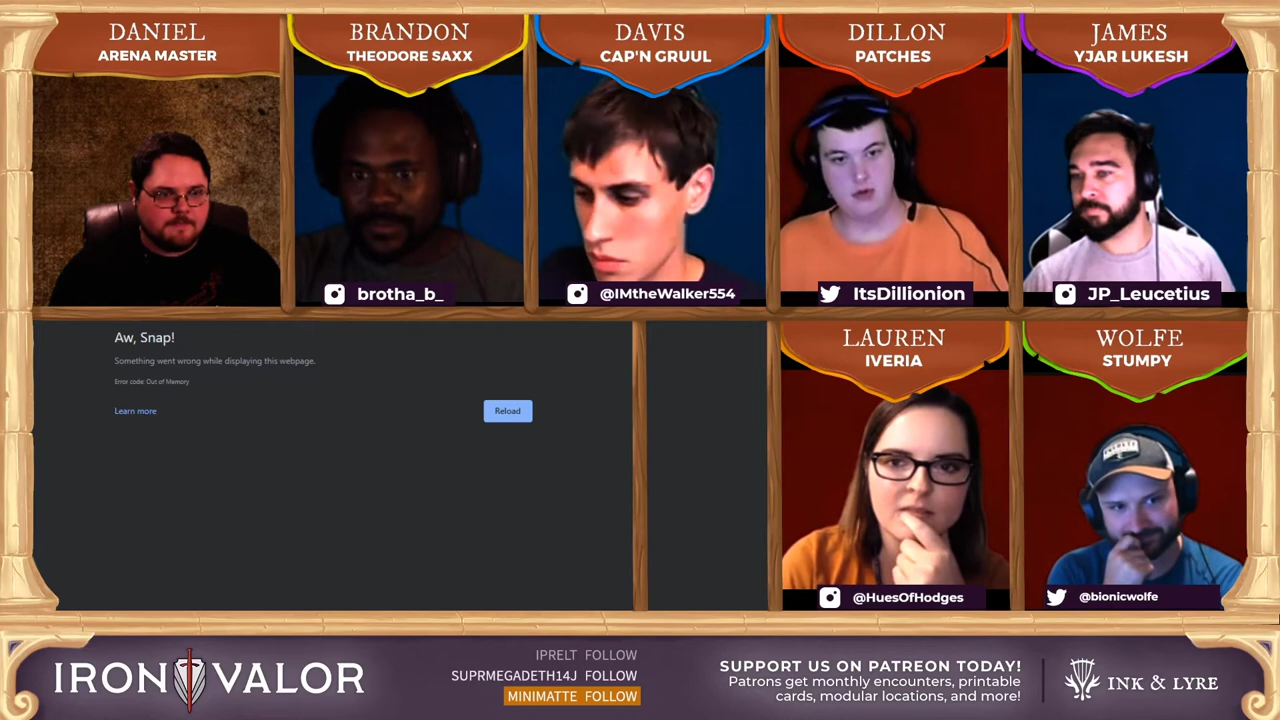 DANIEL
ARENA MASTER
BRANDON
THEODORE SAXX
DAVIS
CAP'N GRUUL
DILLON
PATCHES
JAMES
YJAR LUKESH
brotha_b_
@IMtheWalker554
ItsDillionion
JP_Leucetius
Aw, Snap!
Something went wrong while displaying this webpage.
Error code: Out of Memory
Learn more
Reload
LAUREN
IVERIA
WOLFE
STUMPY
@HuesOfHodges
@bionicwolfe
IRON VALOR
IPRELT FOLLOW
SUPRMEGADETH14J FOLLOW
MINIMATTE FOLLOW
SUPPORT US ON PATREON TODAY!
Patrons get monthly encounters, printable
cards, modular locations, and more!
INK & LYRE